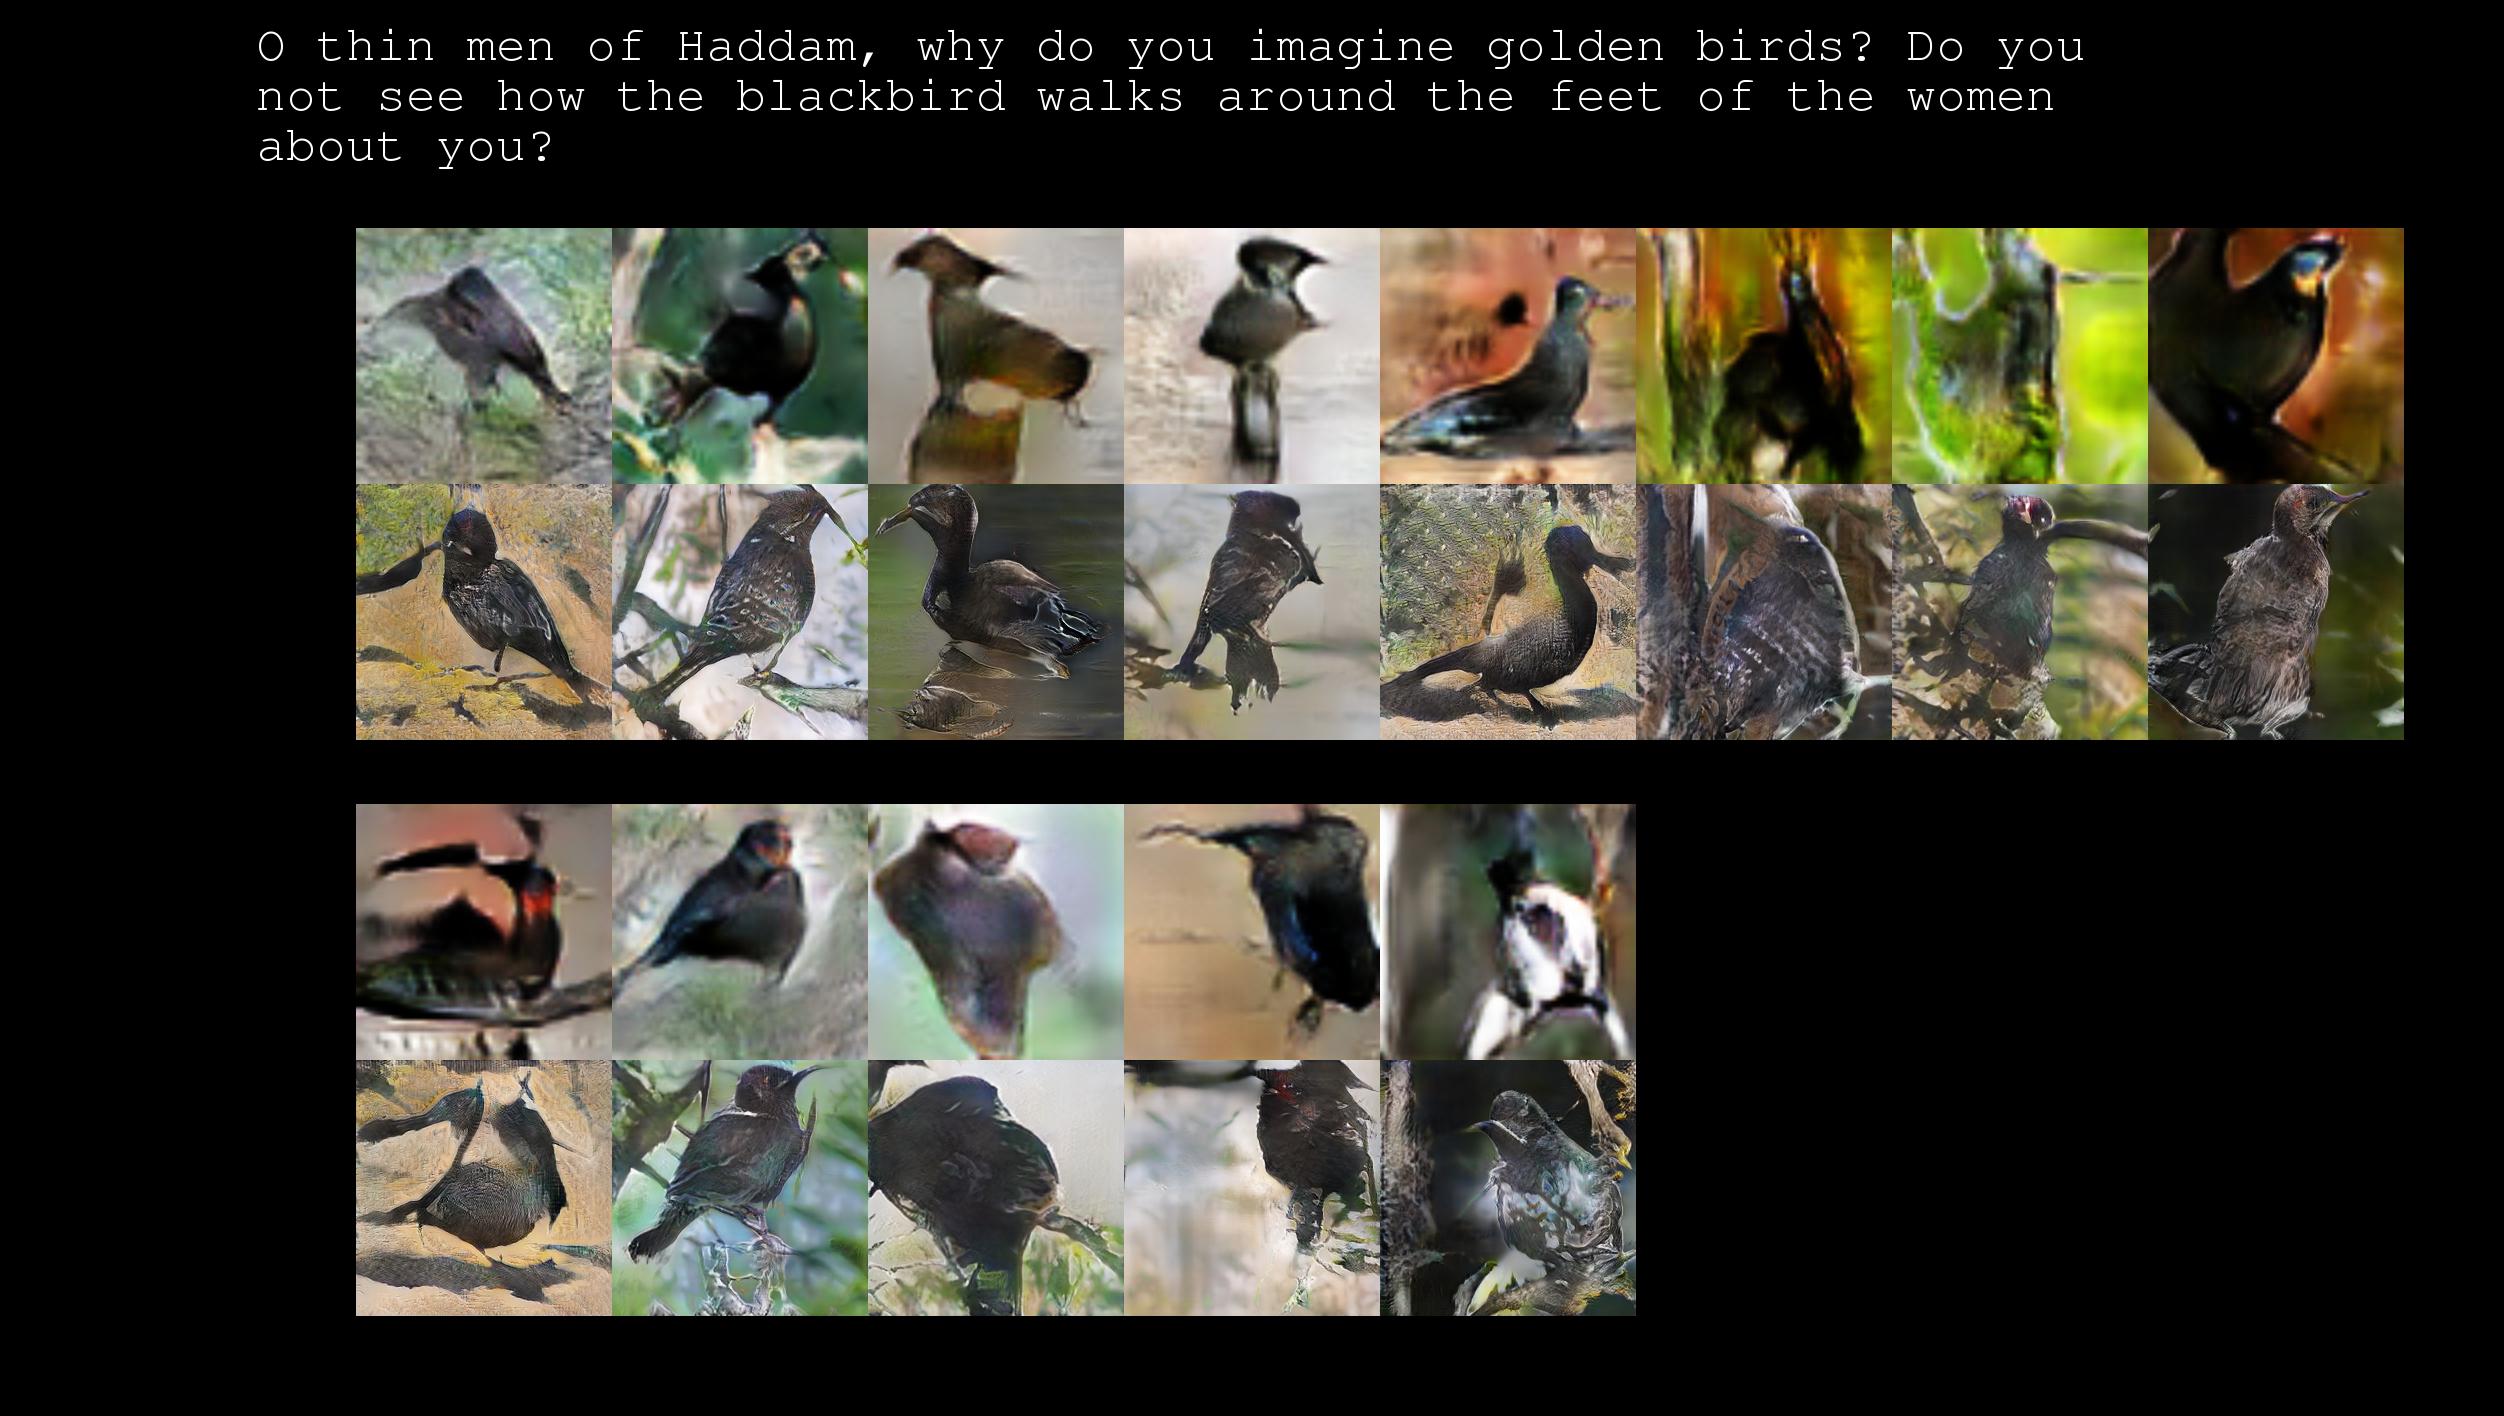 O thin men of Haddam, why do you imagine golden birds? Do you
not see how the blackbird walks around the feet of the women
about you?